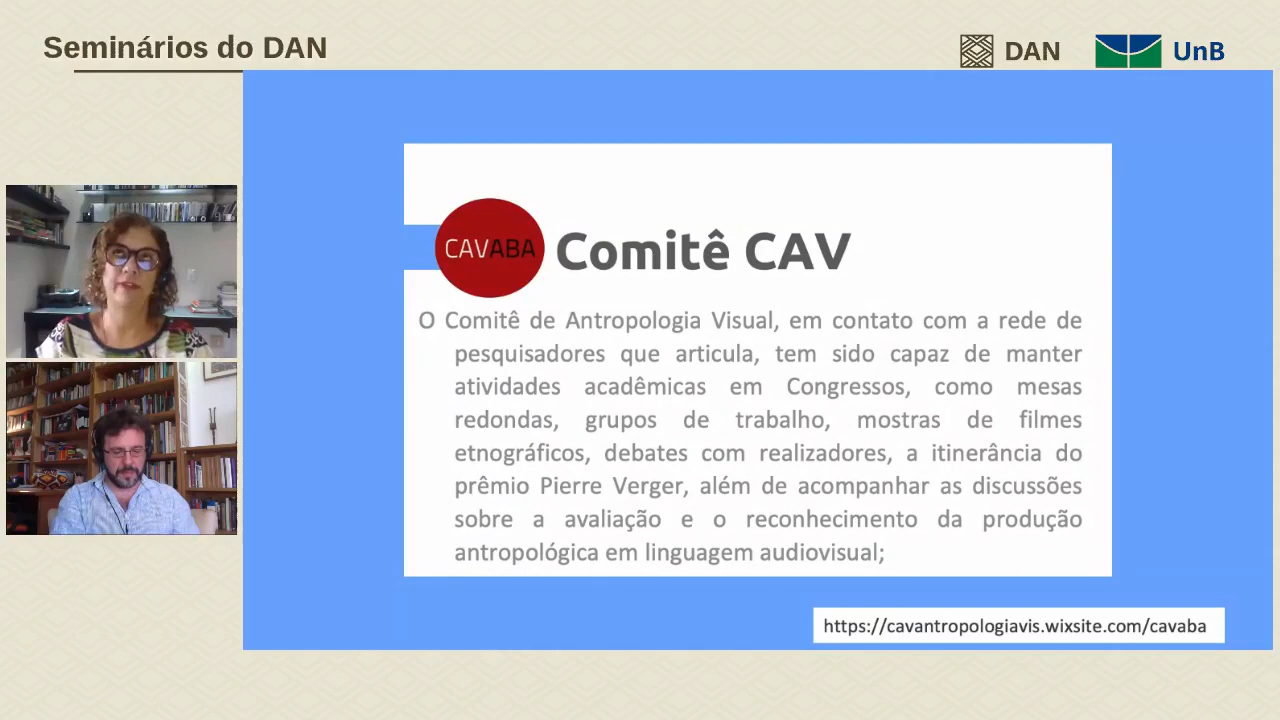 Seminários do DAN
DAN
UnB
CAVABA
Comitê CAV
O Comitê de Antropologia Visual, em contato com a rede de
pesquisadores que articula, tem sido capaz de manter
atividades acadêmicas em Congressos, como mesas
redondas, grupos de trabalho, mostras de filmes
etnográficos, debates com realizadores, a itinerância do
prêmio Pierre Verger, além de acompanhar as discussões
sobre a avaliação e o reconhecimento da produção
antropológica em linguagem audiovisual;
https://cavantropologiavis.wixsite.com/cavaba